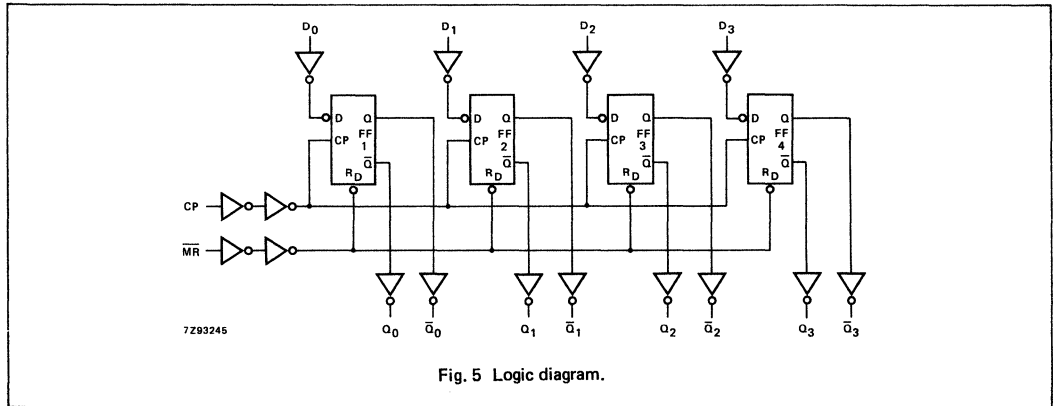 D0 D1 D2 D3
D Q D Q D Q D Q
CP FF 1 CP FF 2 CP FF 3 CP FF 4
Q̅ Q̅ Q̅ Q̅
RD RD RD RD
CP
M̅R̅
7Z93245
Q0 Q̅0 Q1 Q̅1 Q2 Q̅2 Q3 Q̅3
Fig. 5 Logic diagram.